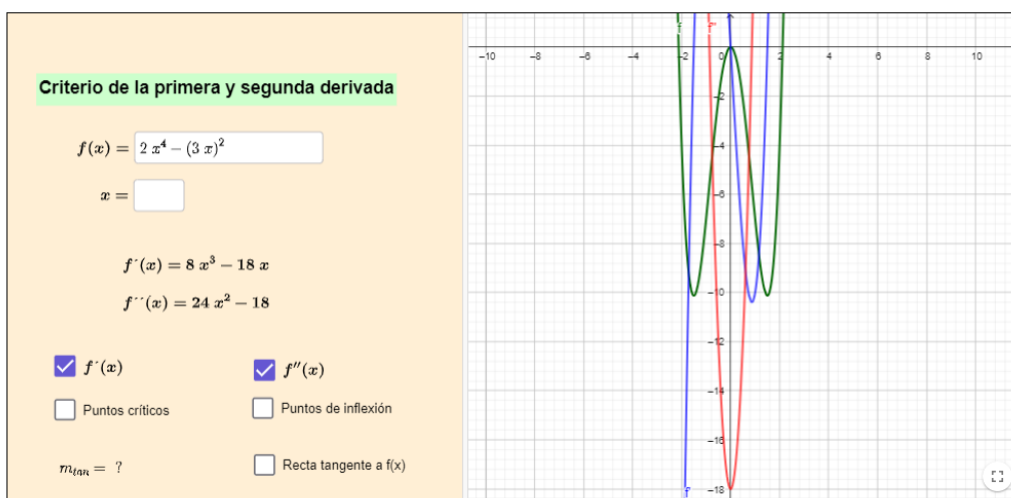 Criterio de la primera y segunda derivada
f(x) = 2 x⁴ − (3 x)²
x =
f´(x) = 8 x³ − 18 x
f´´(x) = 24 x² − 18
f´(x)
f''(x)
Puntos críticos
Puntos de inflexión
m_tan = ?
Recta tangente a f(x)
f
f''
−10 −8 −6 −4 −2 0 2 4 6 8 10
−2
−4
−6
−8
−10
−12
−14
−16
−18
f